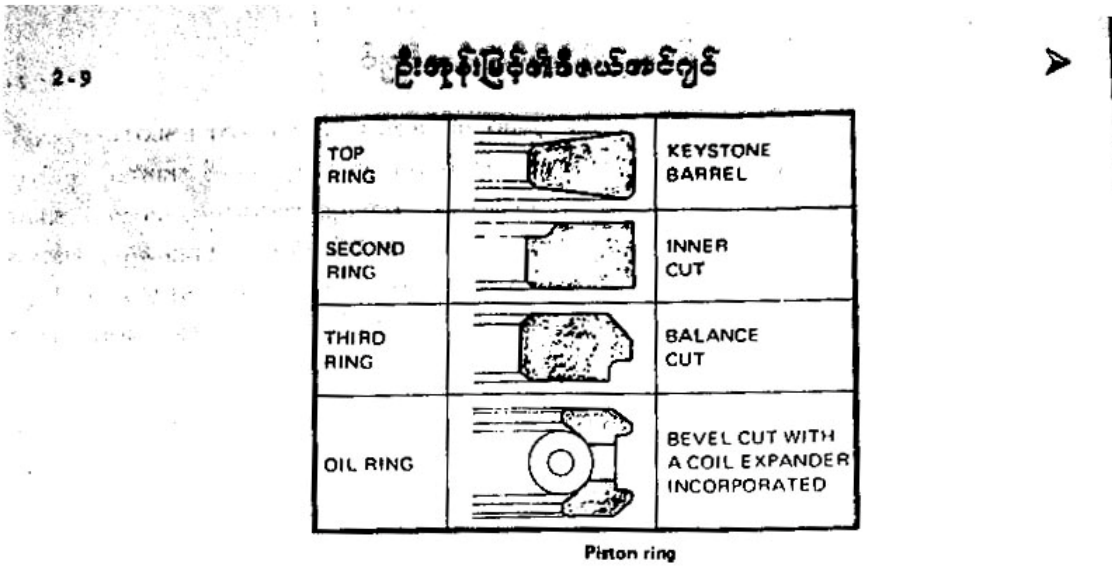 2-9
ဦးထုန်းမြင့်၏ဒီဇယ်အင်ဂျင်
TOP
RING
KEYSTONE
BARREL
SECOND
RING
INNER
CUT
THIRD
RING
BALANCE
CUT
OIL RING
BEVEL CUT WITH
A COIL EXPANDER
INCORPORATED
Piston ring